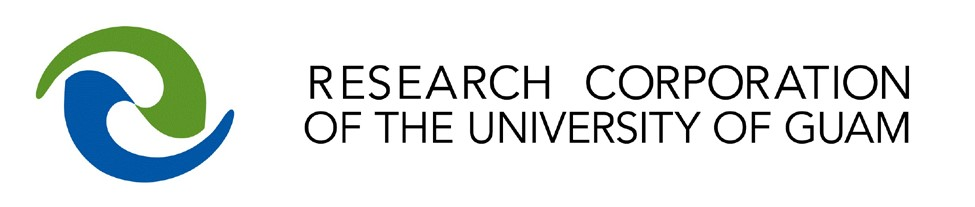 RESEARCH CORPORATION
OF THE UNIVERSITY OF GUAM